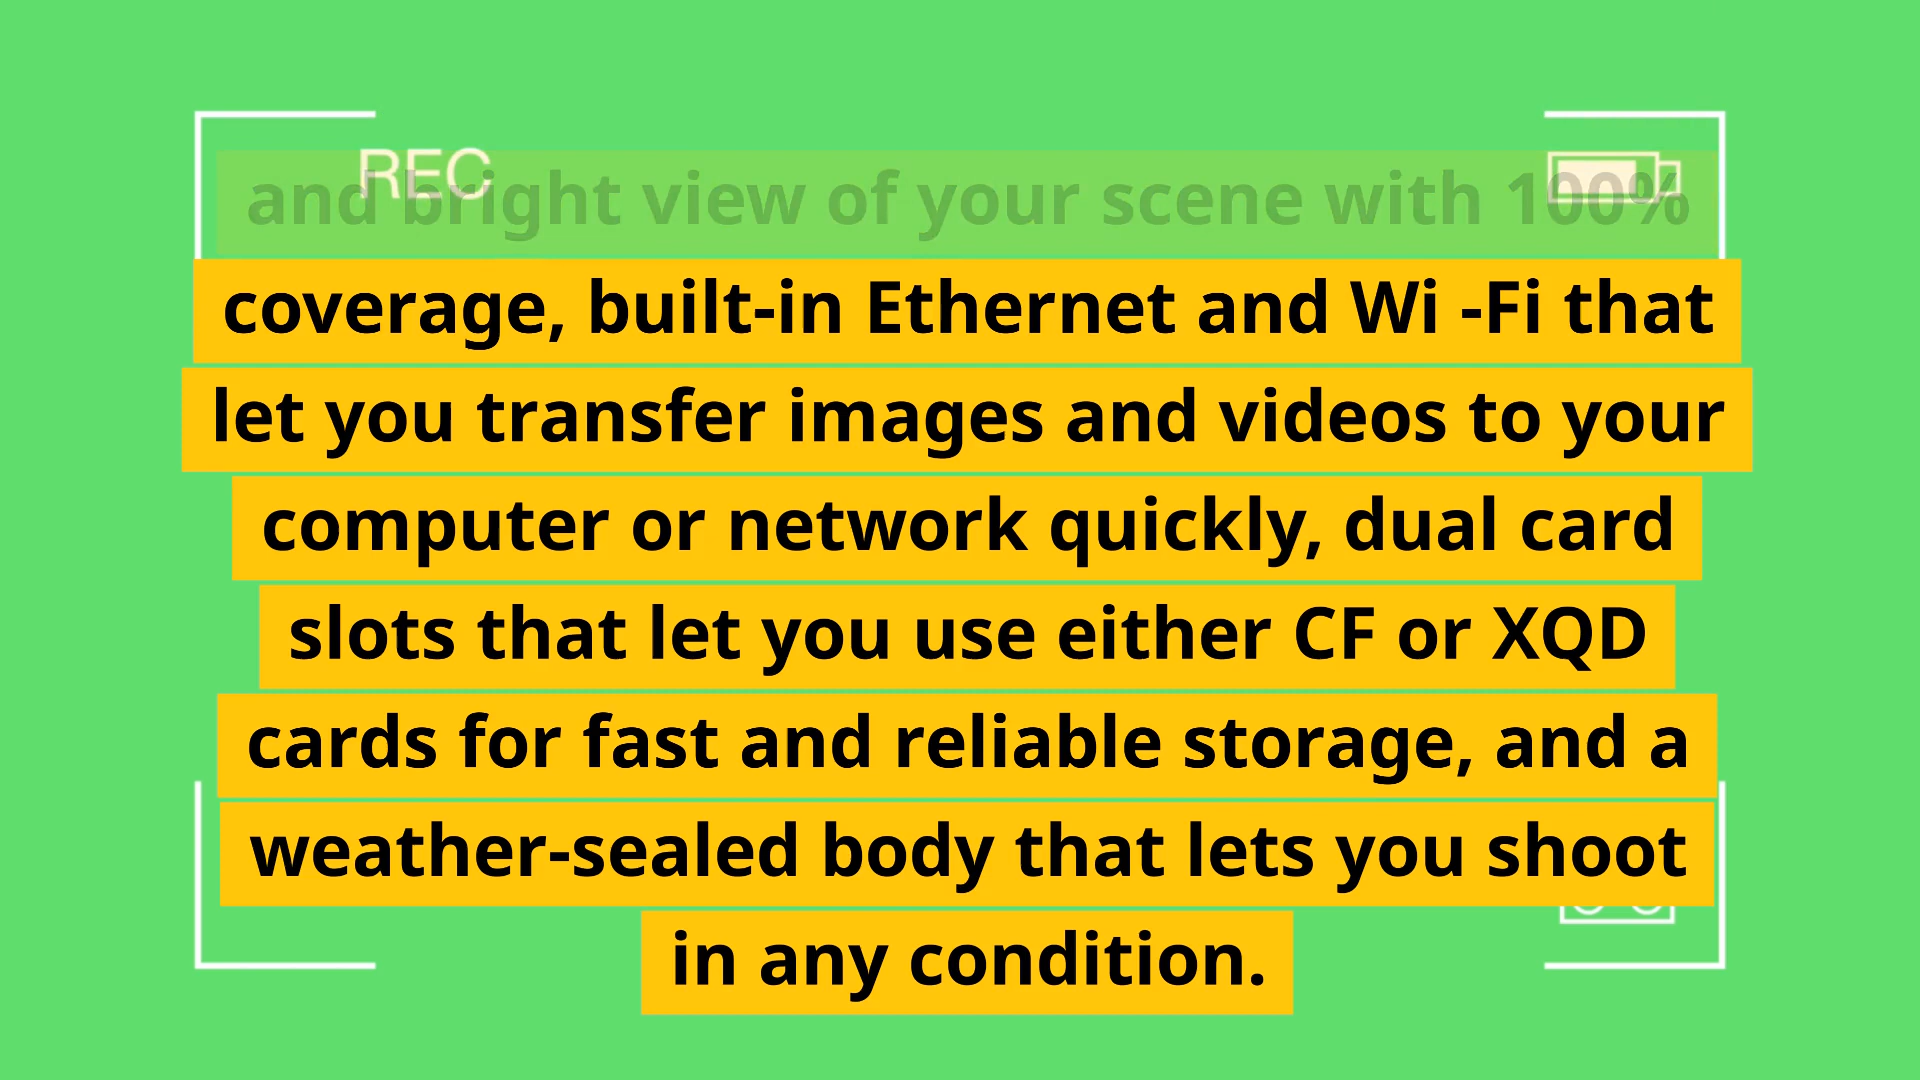 REC
and bright view of your scene with 100%
coverage, built-in Ethernet and Wi -Fi that
let you transfer images and videos to your
computer or network quickly, dual card
slots that let you use either CF or XQD
cards for fast and reliable storage, and a
weather-sealed body that lets you shoot
in any condition.